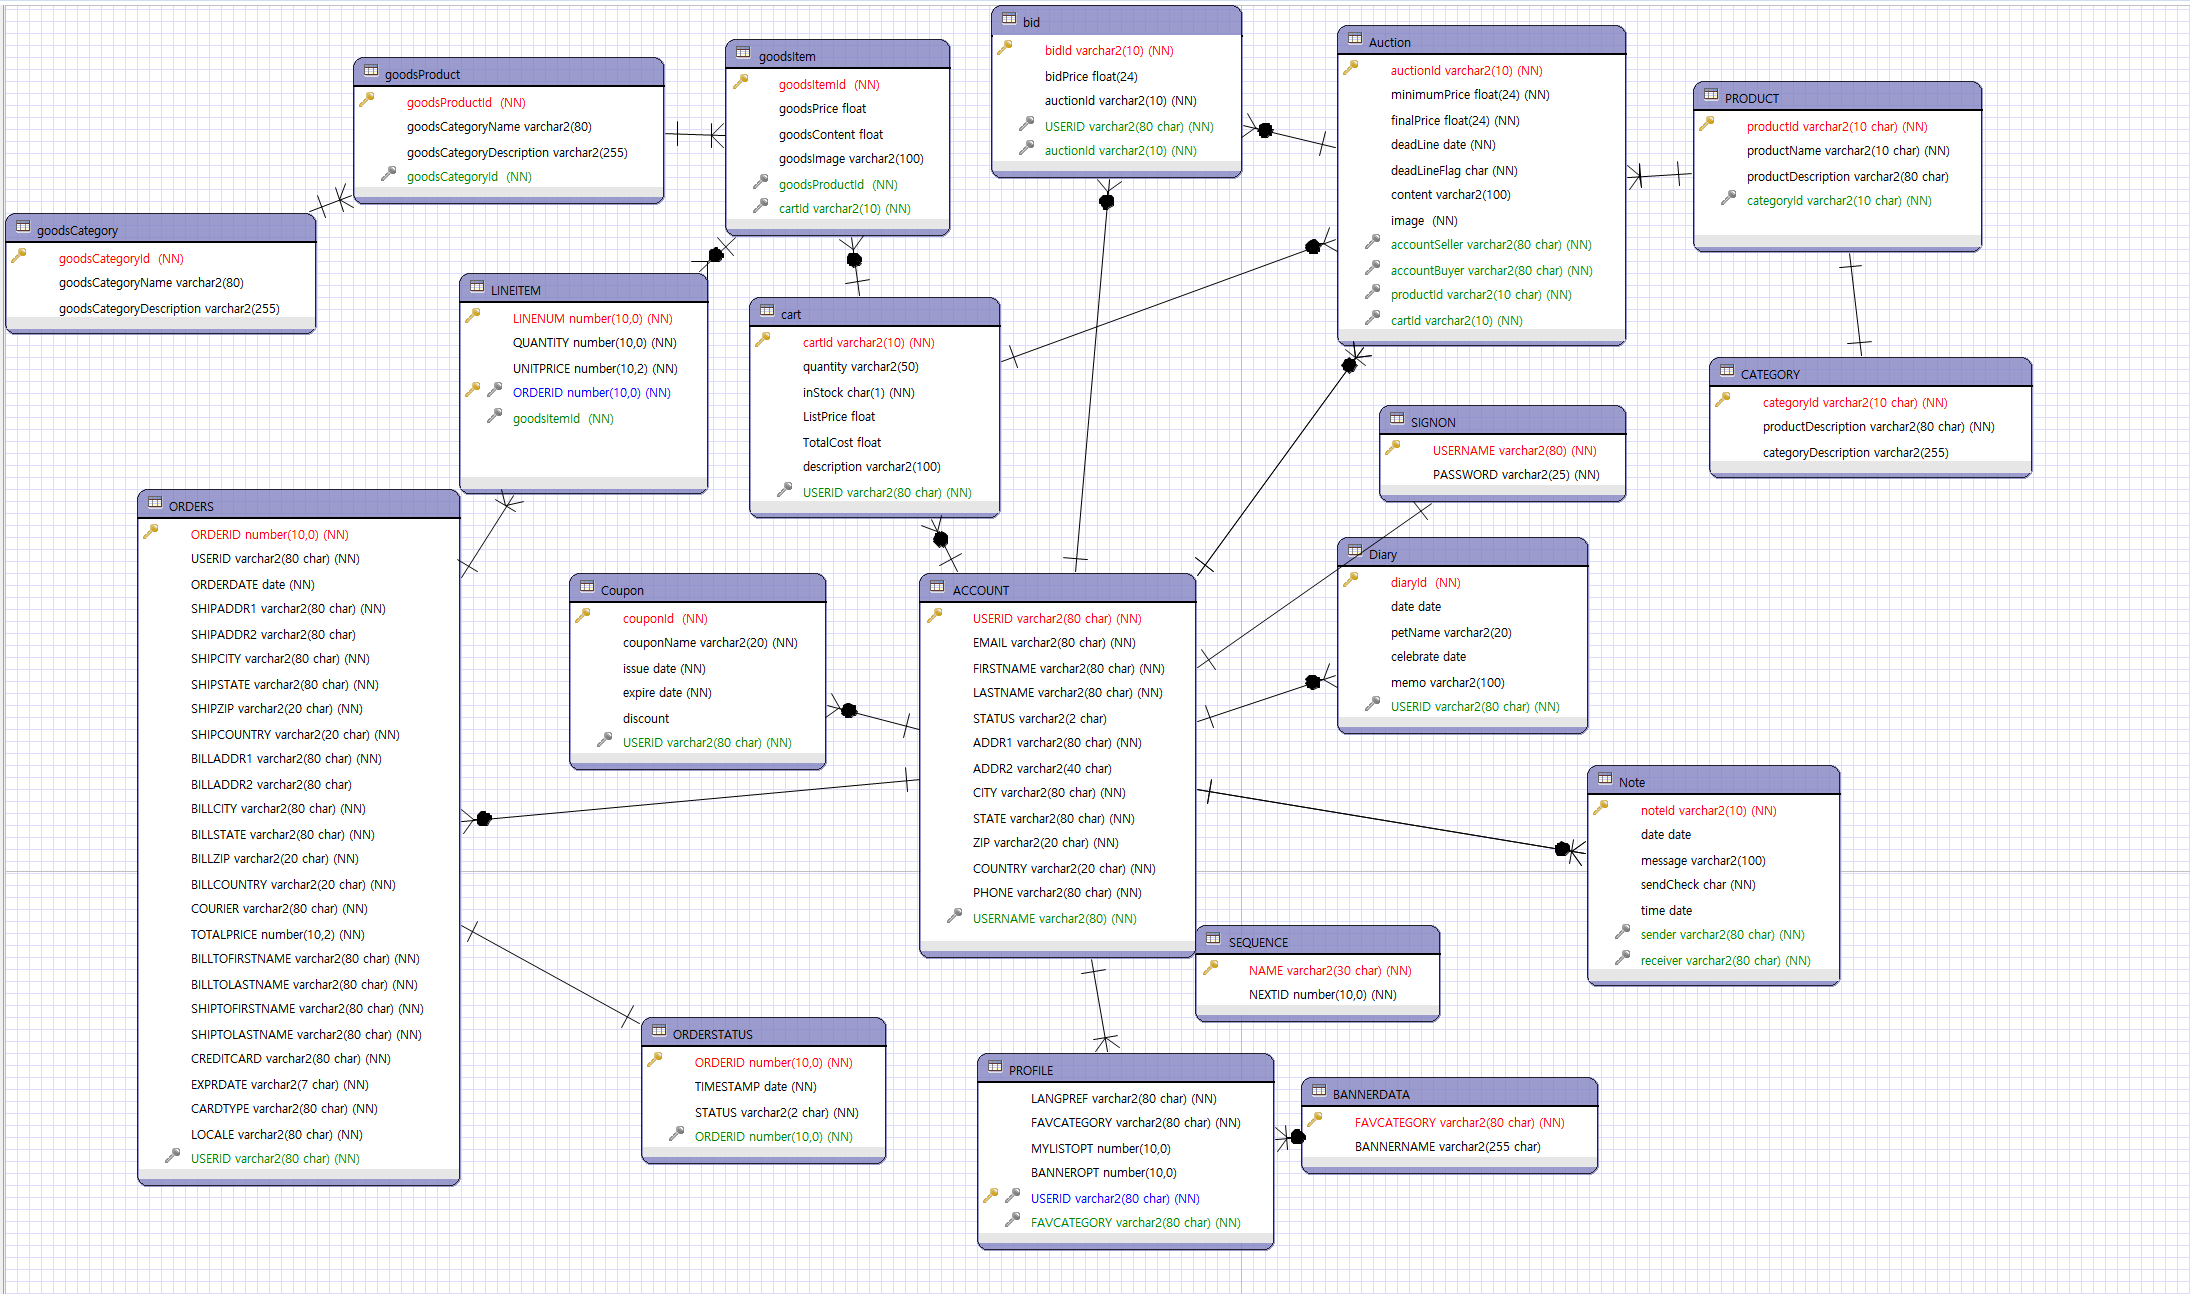 goodsCategory
goodsCategoryId (NN)
goodsCategoryName varchar2(80)
goodsCategoryDescription varchar2(255)
goodsProduct
goodsProductId (NN)
goodsCategoryName varchar2(80)
goodsCategoryDescription varchar2(255)
goodsCategoryId (NN)
goodsItem
goodsItemId (NN)
goodsPrice float
goodsContent float
goodsImage varchar2(100)
goodsProductId (NN)
cartId varchar2(10) (NN)
bid
bidId varchar2(10) (NN)
bidPrice float(24)
auctionId varchar2(10) (NN)
USERID varchar2(80 char) (NN)
auctionId varchar2(10) (NN)
Auction
auctionId varchar2(10) (NN)
minimumPrice float(24) (NN)
finalPrice float(24) (NN)
deadLine date (NN)
deadLineFlag char (NN)
content varchar2(100)
image (NN)
accountSeller varchar2(80 char) (NN)
accountBuyer varchar2(80 char) (NN)
productId varchar2(10 char) (NN)
cartId varchar2(10) (NN)
PRODUCT
productId varchar2(10 char) (NN)
productName varchar2(10 char) (NN)
productDescription varchar2(80 char)
categoryId varchar2(10 char) (NN)
LINEITEM
LINENUM number(10,0) (NN)
QUANTITY number(10,0) (NN)
UNITPRICE number(10,2) (NN)
ORDERID number(10,0) (NN)
goodsItemId (NN)
cart
cartId varchar2(10) (NN)
quantity varchar2(50)
inStock char(1) (NN)
ListPrice float
TotalCost float
description varchar2(100)
USERID varchar2(80 char) (NN)
CATEGORY
categoryId varchar2(10 char) (NN)
productDescription varchar2(80 char) (NN)
categoryDescription varchar2(255)
SIGNON
USERNAME varchar2(80) (NN)
PASSWORD varchar2(25) (NN)
ORDERS
ORDERID number(10,0) (NN)
USERID varchar2(80 char) (NN)
ORDERDATE date (NN)
SHIPADDR1 varchar2(80 char) (NN)
SHIPADDR2 varchar2(80 char)
SHIPCITY varchar2(80 char) (NN)
SHIPSTATE varchar2(80 char) (NN)
SHIPZIP varchar2(20 char) (NN)
SHIPCOUNTRY varchar2(20 char) (NN)
BILLADDR1 varchar2(80 char) (NN)
BILLADDR2 varchar2(80 char)
BILLCITY varchar2(80 char) (NN)
BILLSTATE varchar2(80 char) (NN)
BILLZIP varchar2(20 char) (NN)
BILLCOUNTRY varchar2(20 char) (NN)
COURIER varchar2(80 char) (NN)
TOTALPRICE number(10,2) (NN)
BILLTOFIRSTNAME varchar2(80 char) (NN)
BILLTOLASTNAME varchar2(80 char) (NN)
SHIPTOFIRSTNAME varchar2(80 char) (NN)
SHIPTOLASTNAME varchar2(80 char) (NN)
CREDITCARD varchar2(80 char) (NN)
EXPRDATE varchar2(7 char) (NN)
CARDTYPE varchar2(80 char) (NN)
LOCALE varchar2(80 char) (NN)
USERID varchar2(80 char) (NN)
Coupon
couponId (NN)
couponName varchar2(20) (NN)
issue date (NN)
expire date (NN)
discount
USERID varchar2(80 char) (NN)
ACCOUNT
USERID varchar2(80 char) (NN)
EMAIL varchar2(80 char) (NN)
FIRSTNAME varchar2(80 char) (NN)
LASTNAME varchar2(80 char) (NN)
STATUS varchar2(2 char)
ADDR1 varchar2(80 char) (NN)
ADDR2 varchar2(40 char)
CITY varchar2(80 char) (NN)
STATE varchar2(80 char) (NN)
ZIP varchar2(20 char) (NN)
COUNTRY varchar2(20 char) (NN)
PHONE varchar2(80 char) (NN)
USERNAME varchar2(80) (NN)
Diary
diaryId (NN)
date date
petName varchar2(20)
celebrate date
memo varchar2(100)
USERID varchar2(80 char) (NN)
Note
noteId varchar2(10) (NN)
date date
message varchar2(100)
sendCheck char (NN)
time date
sender varchar2(80 char) (NN)
receiver varchar2(80 char) (NN)
SEQUENCE
NAME varchar2(30 char) (NN)
NEXTID number(10,0) (NN)
ORDERSTATUS
ORDERID number(10,0) (NN)
TIMESTAMP date (NN)
STATUS varchar2(2 char) (NN)
ORDERID number(10,0) (NN)
PROFILE
LANGPREF varchar2(80 char) (NN)
FAVCATEGORY varchar2(80 char) (NN)
MYLISTOPT number(10,0)
BANNEROPT number(10,0)
USERID varchar2(80 char) (NN)
FAVCATEGORY varchar2(80 char) (NN)
BANNERDATA
FAVCATEGORY varchar2(80 char) (NN)
BANNERNAME varchar2(255 char)